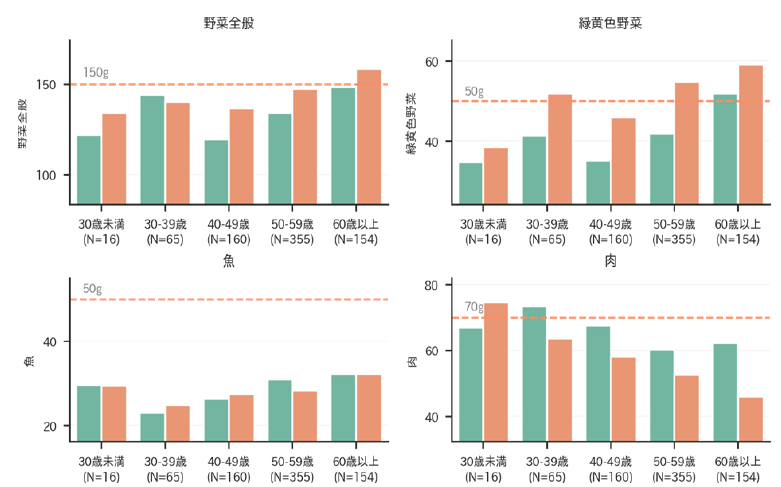 野菜全般
150g
150
100
野菜全般
30歳未満 30-39歳 40-49歳 50-59歳 60歳以上
(N=16) (N=65) (N=160) (N=355) (N=154)
緑黄色野菜
60
50g
40
緑黄色野菜
30歳未満 30-39歳 40-49歳 50-59歳 60歳以上
(N=16) (N=65) (N=160) (N=355) (N=154)
魚
50g
40
20
魚
30歳未満 30-39歳 40-49歳 50-59歳 60歳以上
(N=16) (N=65) (N=160) (N=355) (N=154)
肉
80
70g
60
40
肉
30歳未満 30-39歳 40-49歳 50-59歳 60歳以上
(N=16) (N=65) (N=160) (N=355) (N=154)